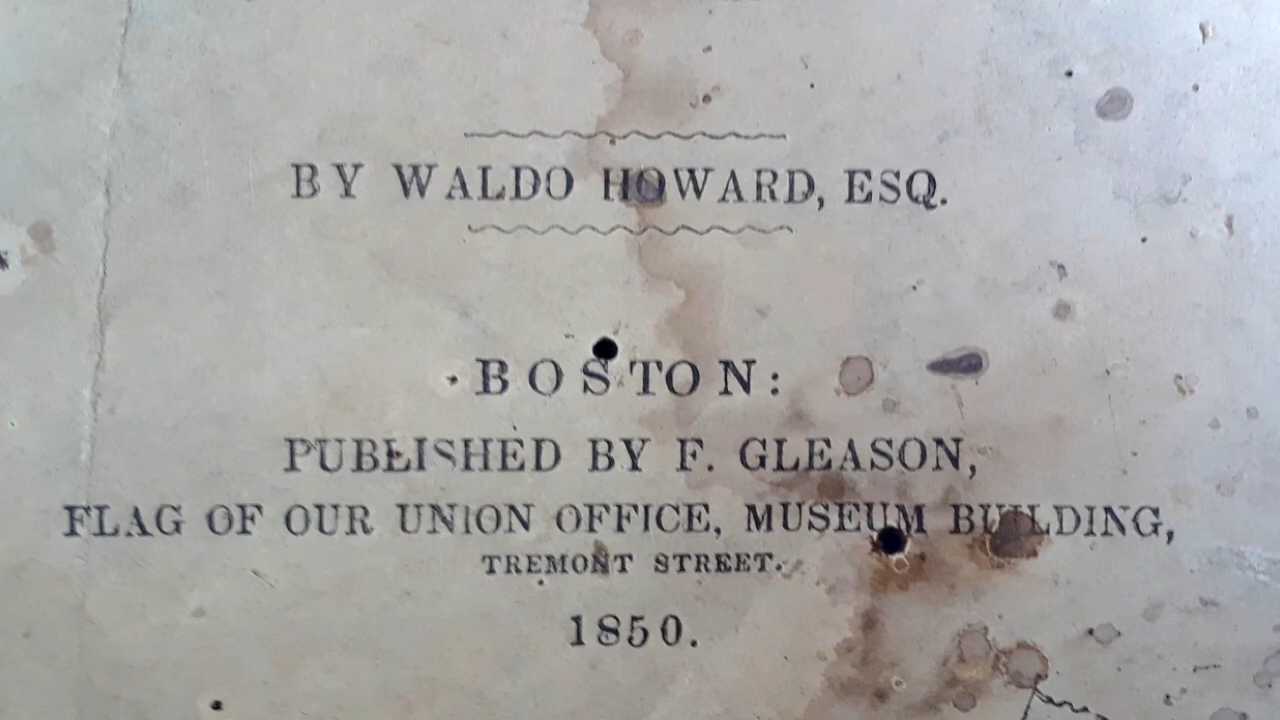 BY WALDO HOWARD, ESQ.
BOSTON:
PUBLISHED BY F. GLEASON,
FLAG OF OUR UNION OFFICE, MUSEUM BUILDING,
TREMONT STREET.
1850.